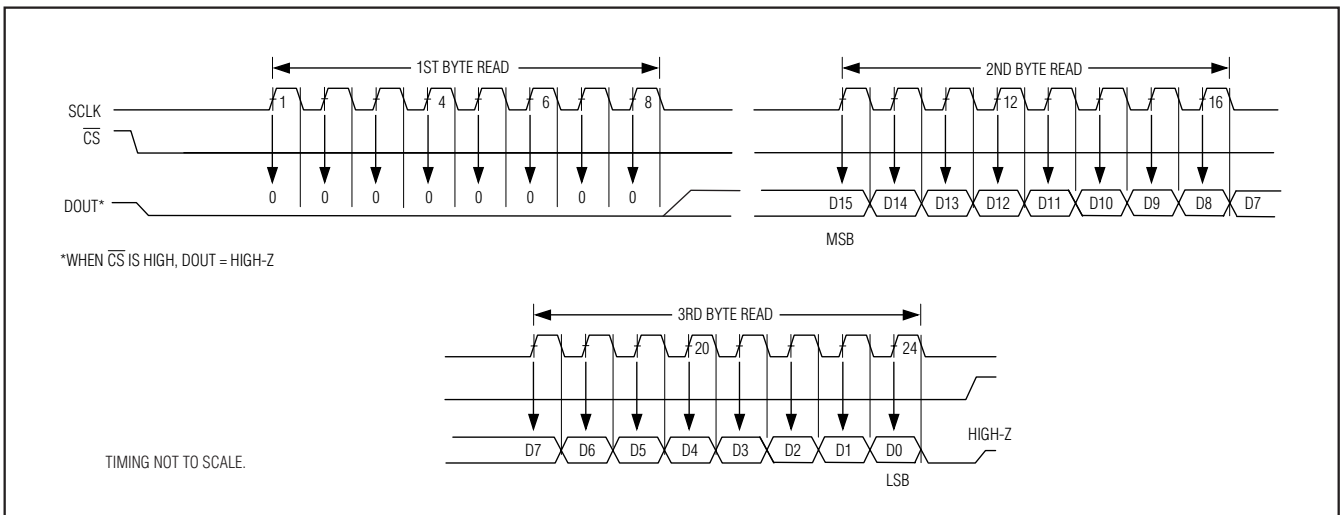 1ST BYTE READ
2ND BYTE READ
SCLK 1 4 6 8 12 16
C̅S̅
0 0 0 0 0 0 0 0
DOUT* D15 D14 D13 D12 D11 D10 D9 D8 D7
MSB
*WHEN C̅S̅ IS HIGH, DOUT = HIGH-Z
3RD BYTE READ
20 24
HIGH-Z
D7 D6 D5 D4 D3 D2 D1 D0
TIMING NOT TO SCALE.
LSB